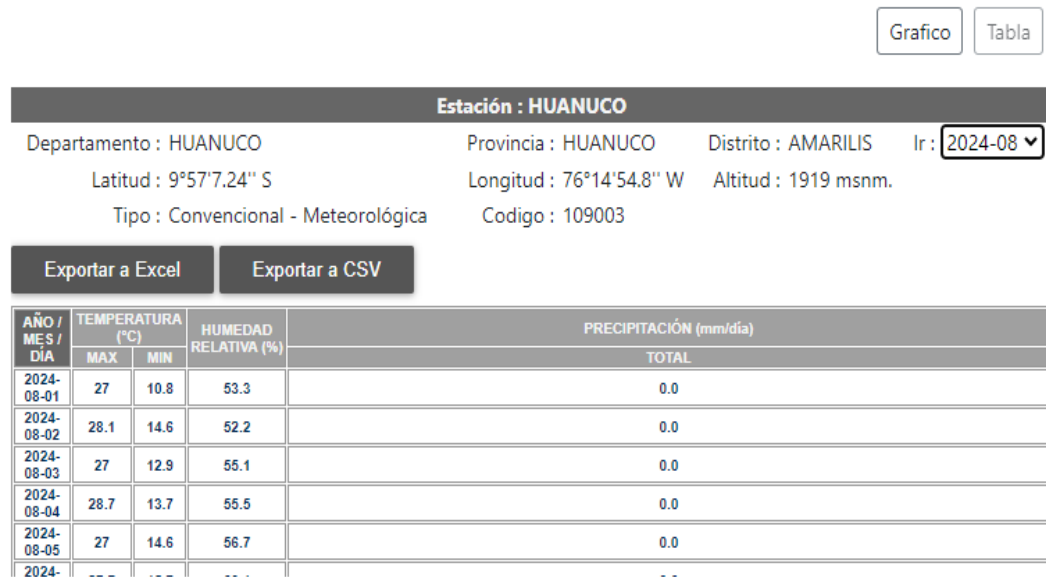 Grafico Tabla
Estación : HUANUCO
Departamento : HUANUCO Provincia : HUANUCO Distrito : AMARILIS Ir : 2024-08
Latitud : 9°57'7.24'' S Longitud : 76°14'54.8'' W Altitud : 1919 msnm.
Tipo : Convencional - Meteorológica Codigo : 109003
Exportar a Excel Exportar a CSV
AÑO / MES / DÍA TEMPERATURA (°C) HUMEDAD RELATIVA (%) PRECIPITACIÓN (mm/día)
MAX MIN TOTAL
2024-08-01 27 10.8 53.3 0.0
2024-08-02 28.1 14.6 52.2 0.0
2024-08-03 27 12.9 55.1 0.0
2024-08-04 28.7 13.7 55.5 0.0
2024-08-05 27 14.6 56.7 0.0
2024-